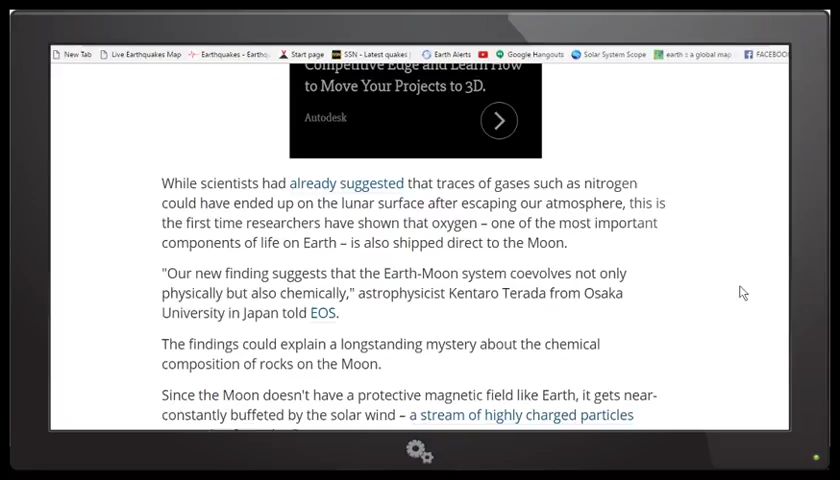 New Tab Live Earthquakes Map Earthquakes - Earthq Start page SSN - Latest quakes | Earth Alerts Google Hangouts Solar System Scope earth :: a global map FACEBOO
Competitive Edge and Learn How
to Move Your Projects to 3D.
Autodesk
While scientists had already suggested that traces of gases such as nitrogen
could have ended up on the lunar surface after escaping our atmosphere, this is
the first time researchers have shown that oxygen – one of the most important
components of life on Earth – is also shipped direct to the Moon.
"Our new finding suggests that the Earth-Moon system coevolves not only
physically but also chemically," astrophysicist Kentaro Terada from Osaka
University in Japan told EOS.
The findings could explain a longstanding mystery about the chemical
composition of rocks on the Moon.
Since the Moon doesn't have a protective magnetic field like Earth, it gets near-
constantly buffeted by the solar wind – a stream of highly charged particles